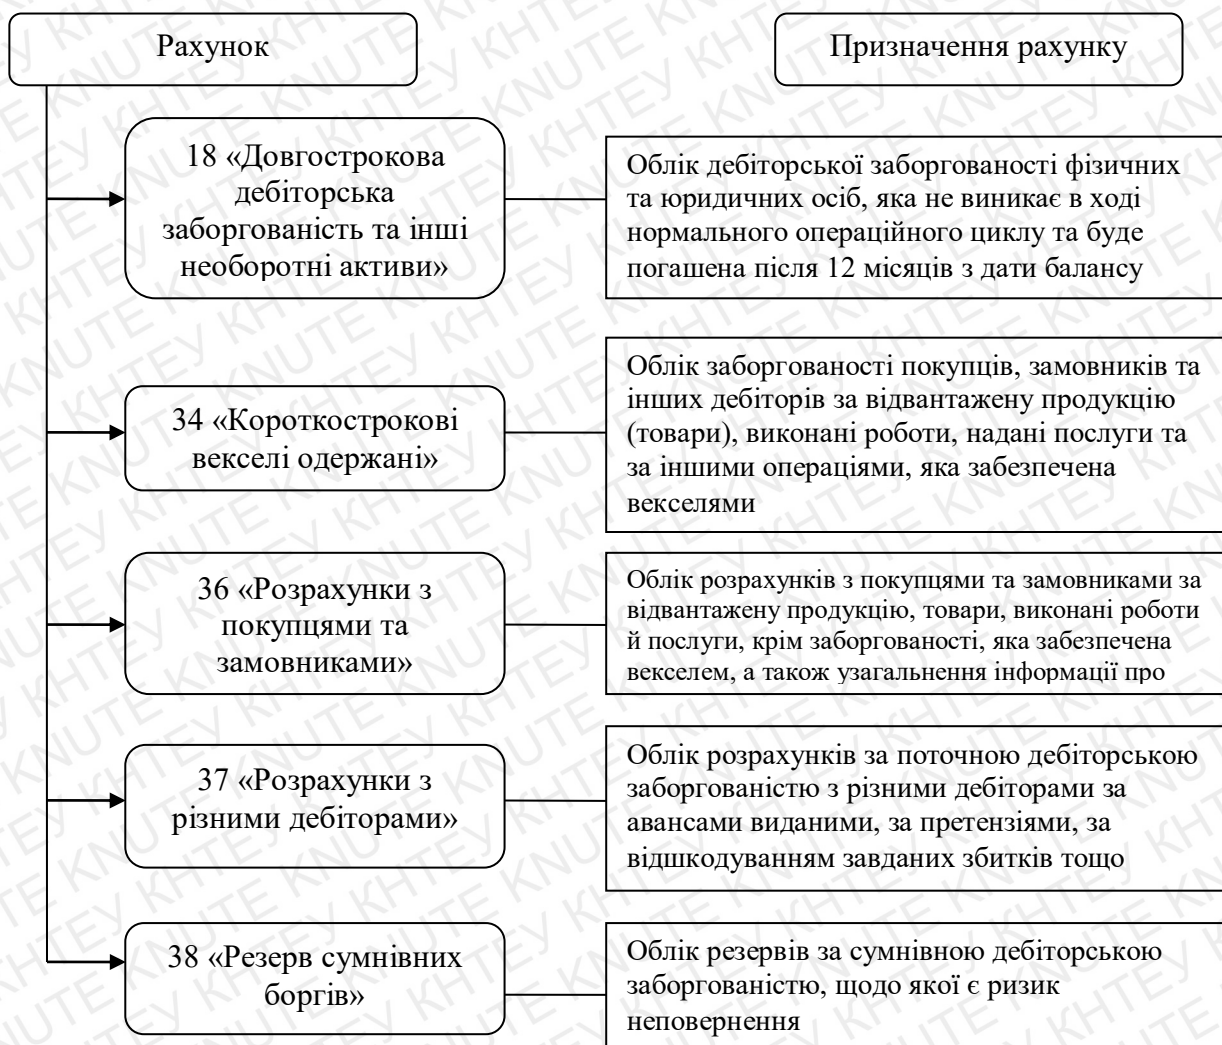 Рахунок
Призначення рахунку
18 «Довгострокова
дебіторська
заборгованість та інші
необоротні активи»
Облік дебіторської заборгованості фізичних
та юридичних осіб, яка не виникає в ході
нормального операційного циклу та буде
погашена після 12 місяців з дати балансу
34 «Короткострокові
векселі одержані»
Облік заборгованості покупців, замовників та
інших дебіторів за відвантажену продукцію
(товари), виконані роботи, надані послуги та
за іншими операціями, яка забезпечена
векселями
36 «Розрахунки з
покупцями та
замовниками»
Облік розрахунків з покупцями та замовниками за
відвантажену продукцію, товари, виконані роботи
й послуги, крім заборгованості, яка забезпечена
векселем, а також узагальнення інформації про
37 «Розрахунки з
різними дебіторами»
Облік розрахунків за поточною дебіторською
заборгованістю з різними дебіторами за
авансами виданими, за претензіями, за
відшкодуванням завданих збитків тощо
38 «Резерв сумнівних
боргів»
Облік резервів за сумнівною дебіторською
заборгованістю, щодо якої є ризик
неповернення